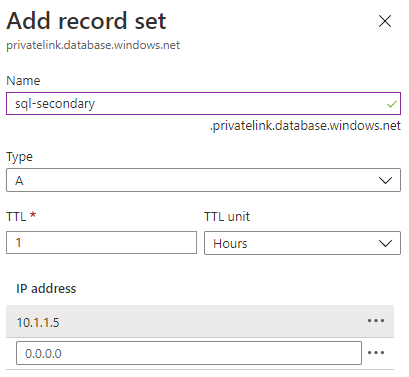 Add record set
privatelink.database.windows.net
Name
sql-secondary
.privatelink.database.windows.net
Type
A
TTL * TTL unit
1 Hours
IP address
10.1.1.5
0.0.0.0